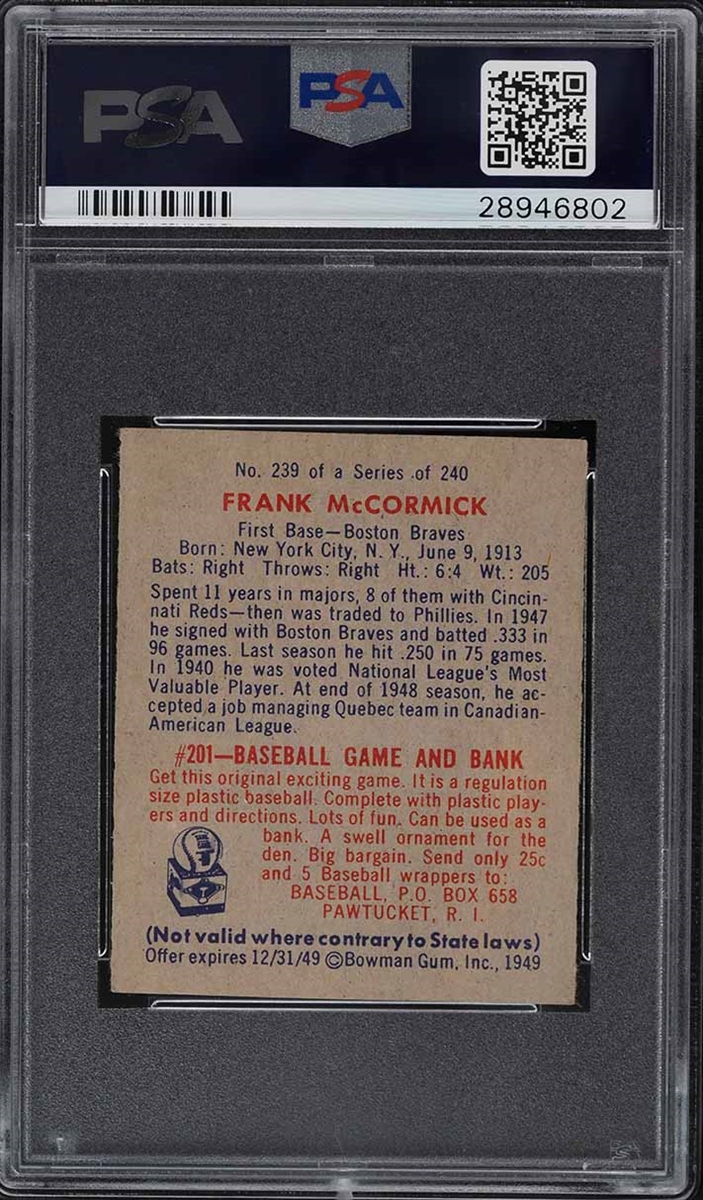 PSA
PSA
28946802
No. 239 of a Series of 240
FRANK McCORMICK
First Base—Boston Braves
Born: New York City, N. Y., June 9, 1913
Bats: Right Throws: Right Ht.: 6:4 Wt.: 205
Spent 11 years in majors, 8 of them with Cincin-
nati Reds—then was traded to Phillies. In 1947
he signed with Boston Braves and batted .333 in
96 games. Last season he hit .250 in 75 games.
In 1940 he was voted National League's Most
Valuable Player. At end of 1948 season, he ac-
cepted a job managing Quebec team in Canadian-
American League.
#201—BASEBALL GAME AND BANK
Get this original exciting game. It is a regulation
size plastic baseball. Complete with plastic play-
ers and directions. Lots of fun. Can be used as a
bank. A swell ornament for the
den. Big bargain. Send only 25c
and 5 Baseball wrappers to:
BASEBALL, P.O. BOX 658
PAWTUCKET, R. I.
(Not valid where contrary to State laws)
Offer expires 12/31/49 ©Bowman Gum, Inc., 1949